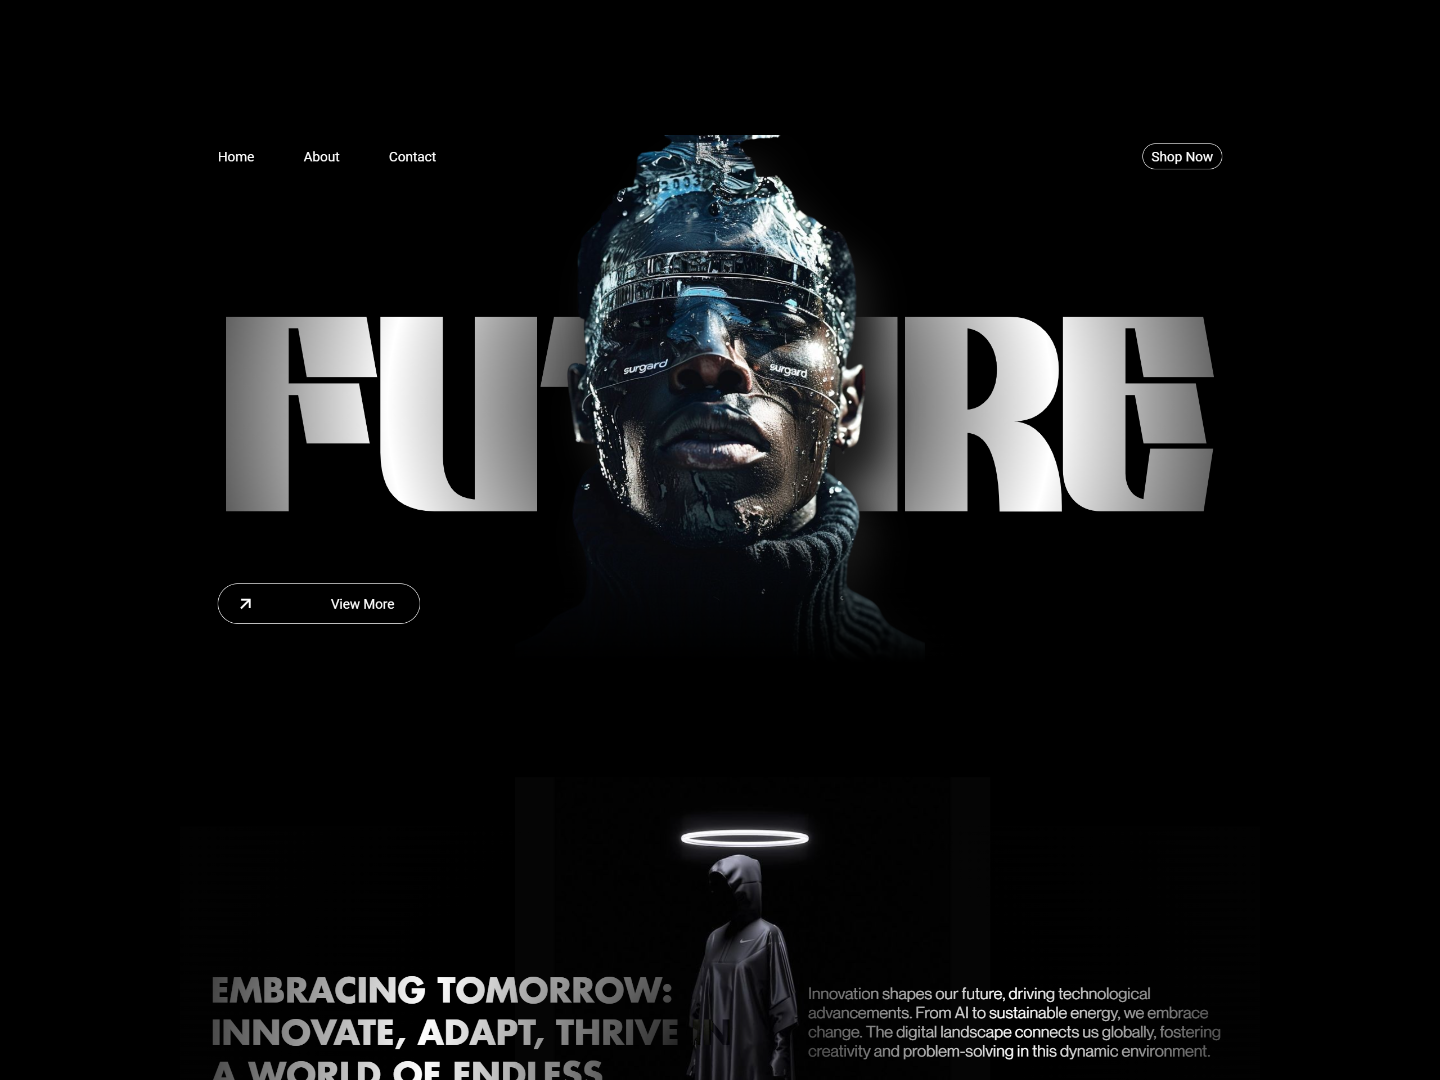 Home About Contact Shop Now
2003
FUTURE
surgard surgard
View More
EMBRACING TOMORROW:
INNOVATE, ADAPT, THRIVE IN
A WORLD OF ENDLESS
Innovation shapes our future, driving technological
advancements. From AI to sustainable energy, we embrace
change. The digital landscape connects us globally, fostering
creativity and problem-solving in this dynamic environment.